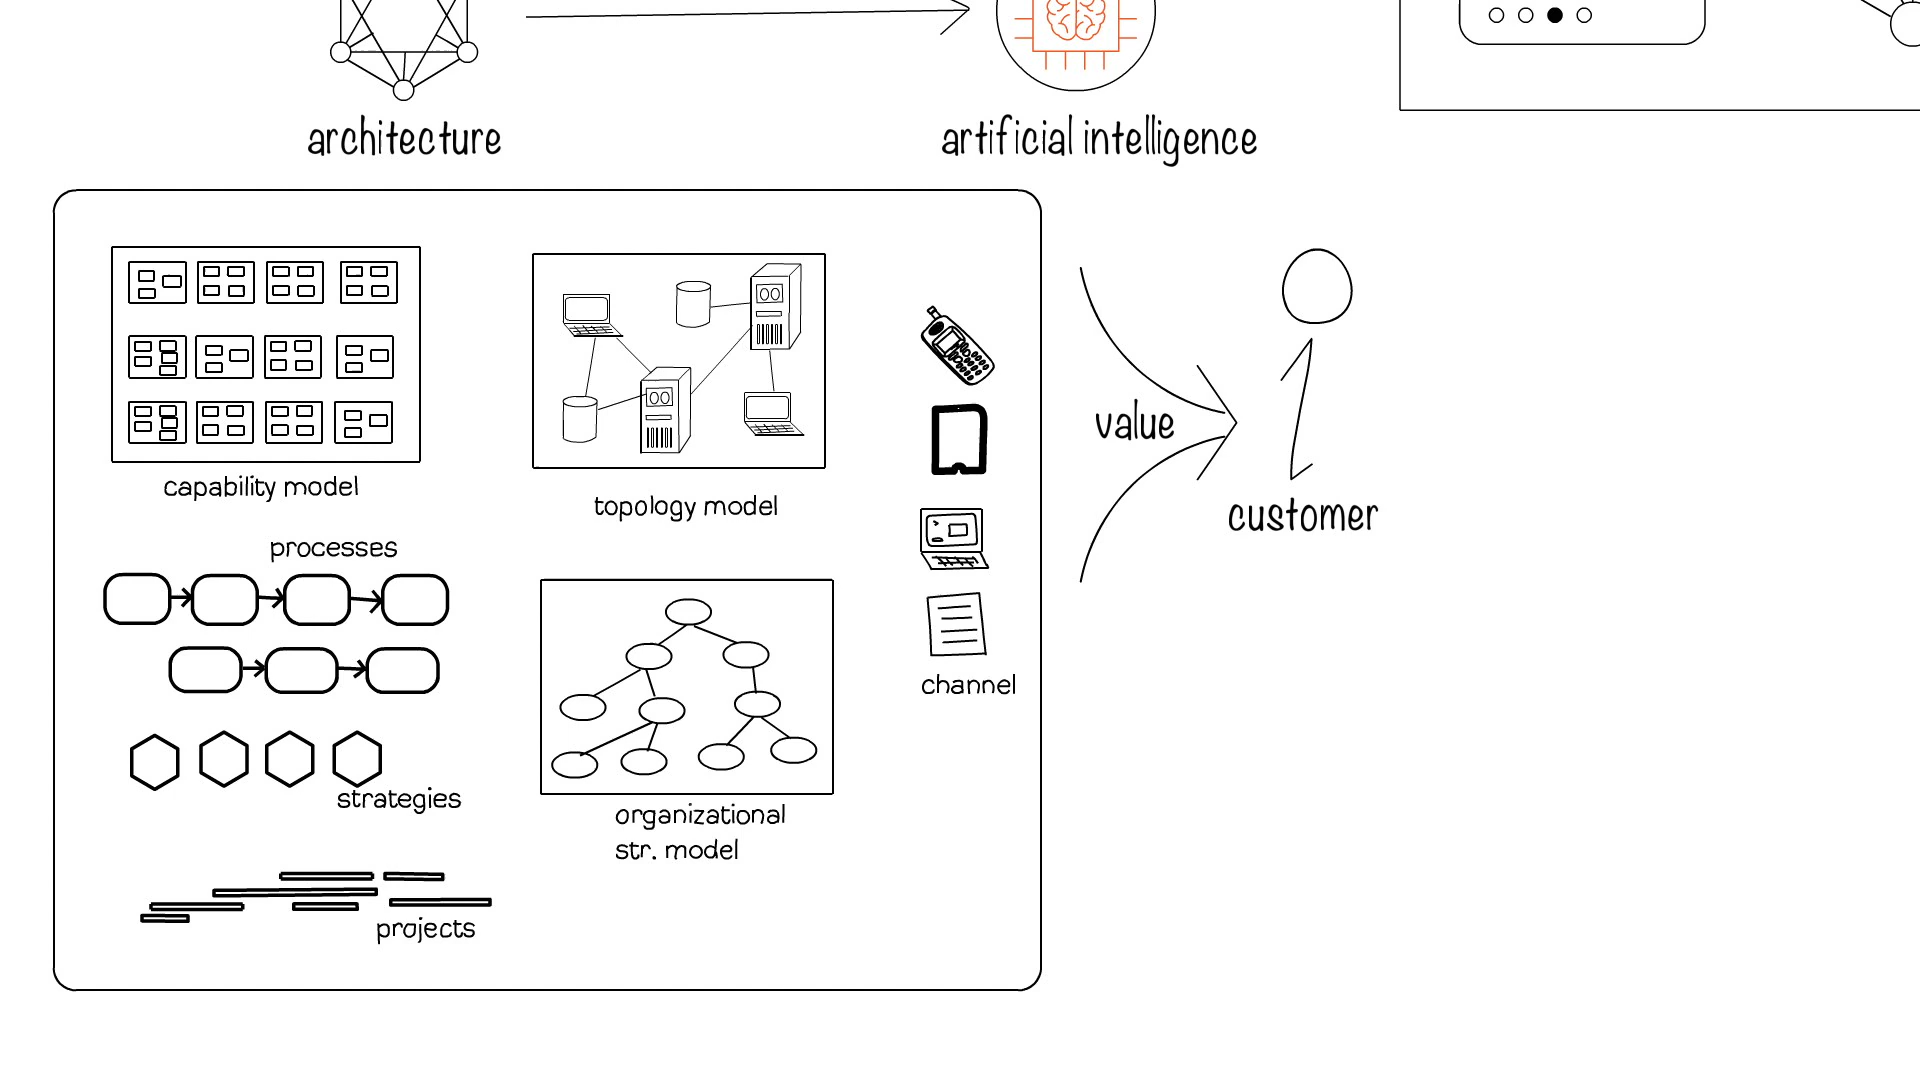 architecture
artificial intelligence
capability model
topology model
processes
strategies
projects
organizational
str. model
channel
value
customer